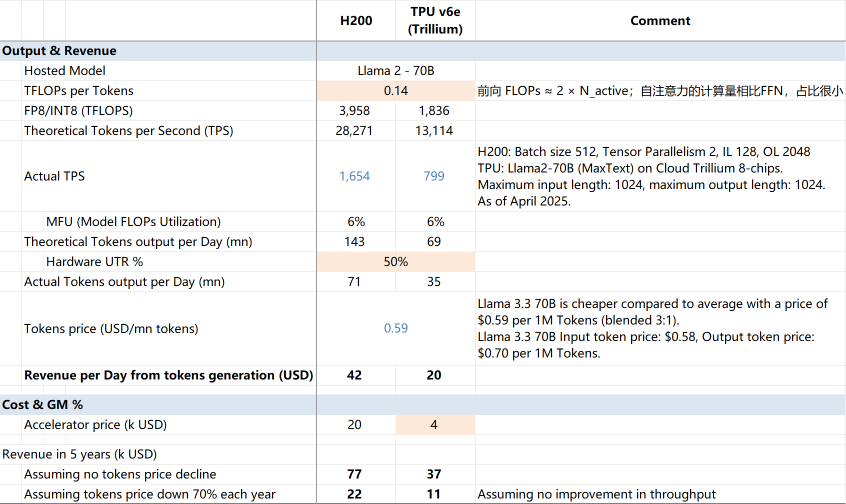 H200 TPU v6e (Trillium) Comment
Output & Revenue
Hosted Model Llama 2 - 70B
TFLOPs per Tokens 0.14 前向 FLOPs ≈ 2 × N_active；自注意力的计算量相比FFN，占比很小
FP8/INT8 (TFLOPS) 3,958 1,836
Theoretical Tokens per Second (TPS) 28,271 13,114
Actual TPS 1,654 799
H200: Batch size 512, Tensor Parallelism 2, IL 128, OL 2048
TPU: Llama2-70B (MaxText) on Cloud Trillium 8-chips.
Maximum input length: 1024, maximum output length: 1024.
As of April 2025.
MFU (Model FLOPs Utilization) 6% 6%
Theoretical Tokens output per Day (mn) 143 69
Hardware UTR % 50%
Actual Tokens output per Day (mn) 71 35
Tokens price (USD/mn tokens) 0.59
Llama 3.3 70B is cheaper compared to average with a price of
$0.59 per 1M Tokens (blended 3:1).
Llama 3.3 70B Input token price: $0.58, Output token price:
$0.70 per 1M Tokens.
Revenue per Day from tokens generation (USD) 42 20
Cost & GM %
Accelerator price (k USD) 20 4
Revenue in 5 years (k USD)
Assuming no tokens price decline 77 37
Assuming tokens price down 70% each year 22 11 Assuming no improvement in throughput